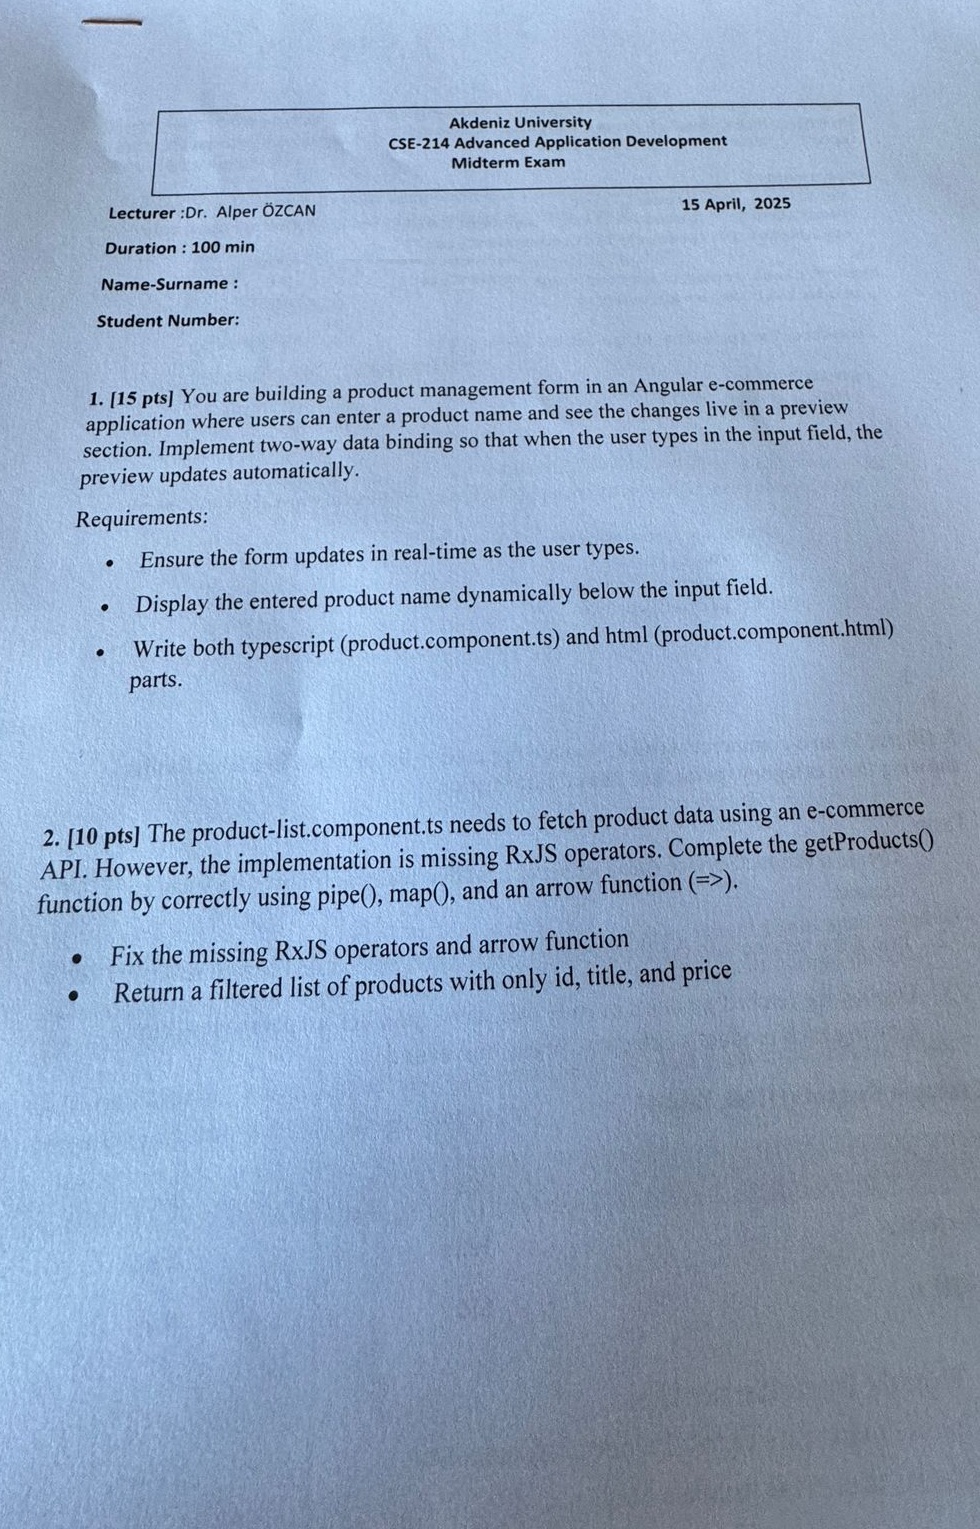 Akdeniz University
CSE-214 Advanced Application Development
Midterm Exam
Lecturer :Dr. Alper ÖZCAN
15 April, 2025
Duration : 100 min
Name-Surname :
Student Number:
1. [15 pts] You are building a product management form in an Angular e-commerce
application where users can enter a product name and see the changes live in a preview
section. Implement two-way data binding so that when the user types in the input field, the
preview updates automatically.
Requirements:
• Ensure the form updates in real-time as the user types.
• Display the entered product name dynamically below the input field.
• Write both typescript (product.component.ts) and html (product.component.html)
parts.
2. [10 pts] The product-list.component.ts needs to fetch product data using an e-commerce
API. However, the implementation is missing RxJS operators. Complete the getProducts()
function by correctly using pipe(), map(), and an arrow function (=>).
• Fix the missing RxJS operators and arrow function
• Return a filtered list of products with only id, title, and price